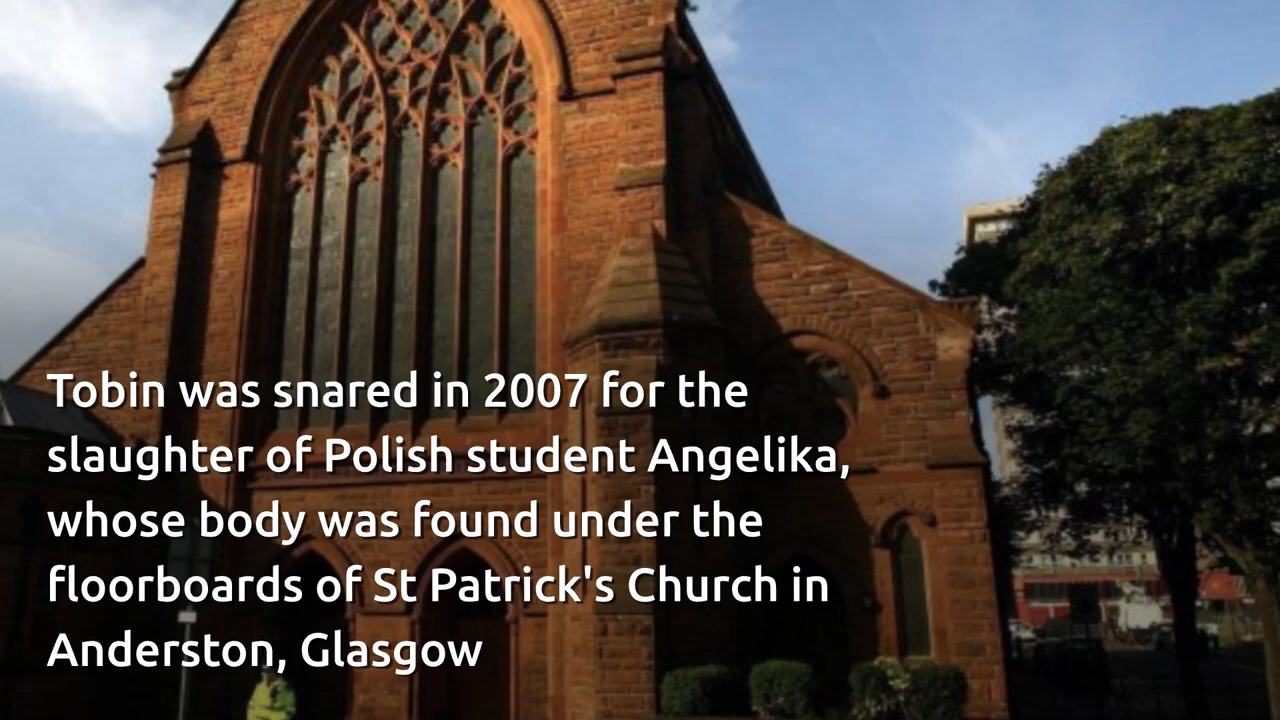 Tobin was snared in 2007 for the
slaughter of Polish student Angelika,
whose body was found under the
floorboards of St Patrick's Church in
Anderston, Glasgow